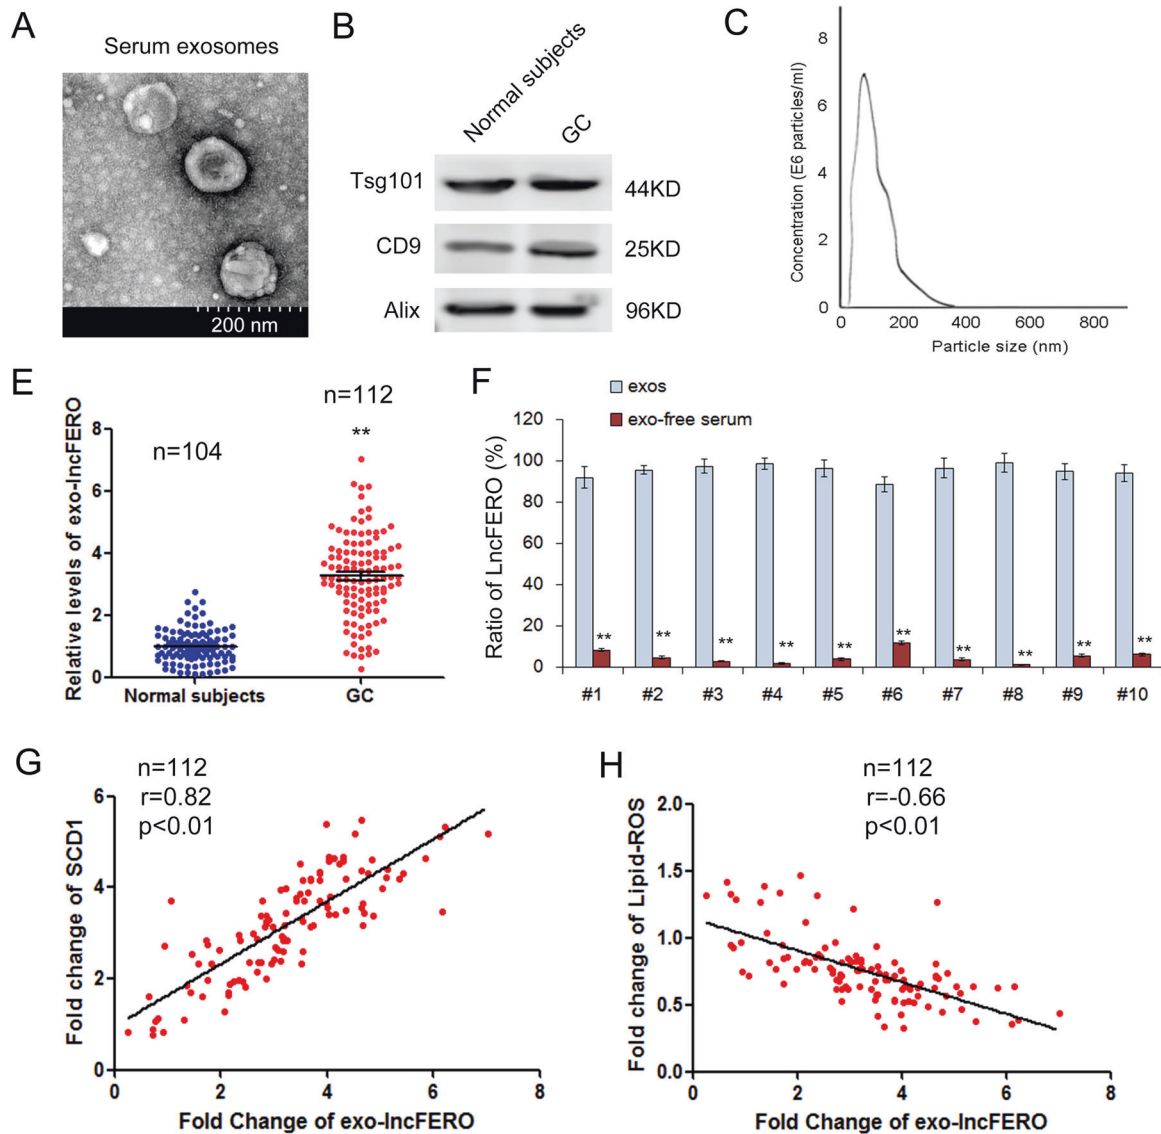 A
Serum exosomes
200 nm
B
Normal subjects
GC
Tsg101
44KD
CD9
25KD
Alix
96KD
C
Concentration (E6 particles/ml)
8
6
4
2
0
0 200 400 600 800
Particle size (nm)
E
Relative levels of exo-lncFERO
8
6
4
2
0
n=104
n=112
**
Normal subjects
GC
F
exos
exo-free serum
Ratio of LncFERO (%)
120
100
80
60
40
20
0
** ** ** ** ** ** ** ** ** **
#1 #2 #3 #4 #5 #6 #7 #8 #9 #10
G
n=112
r=0.82
p<0.01
Fold change of SCD1
6
4
2
0
0 2 4 6 8
Fold Change of exo-lncFERO
H
n=112
r=-0.66
p<0.01
Fold change of Lipid-ROS
2.0
1.5
1.0
0.5
0.0
0 2 4 6 8
Fold Change of exo-lncFERO